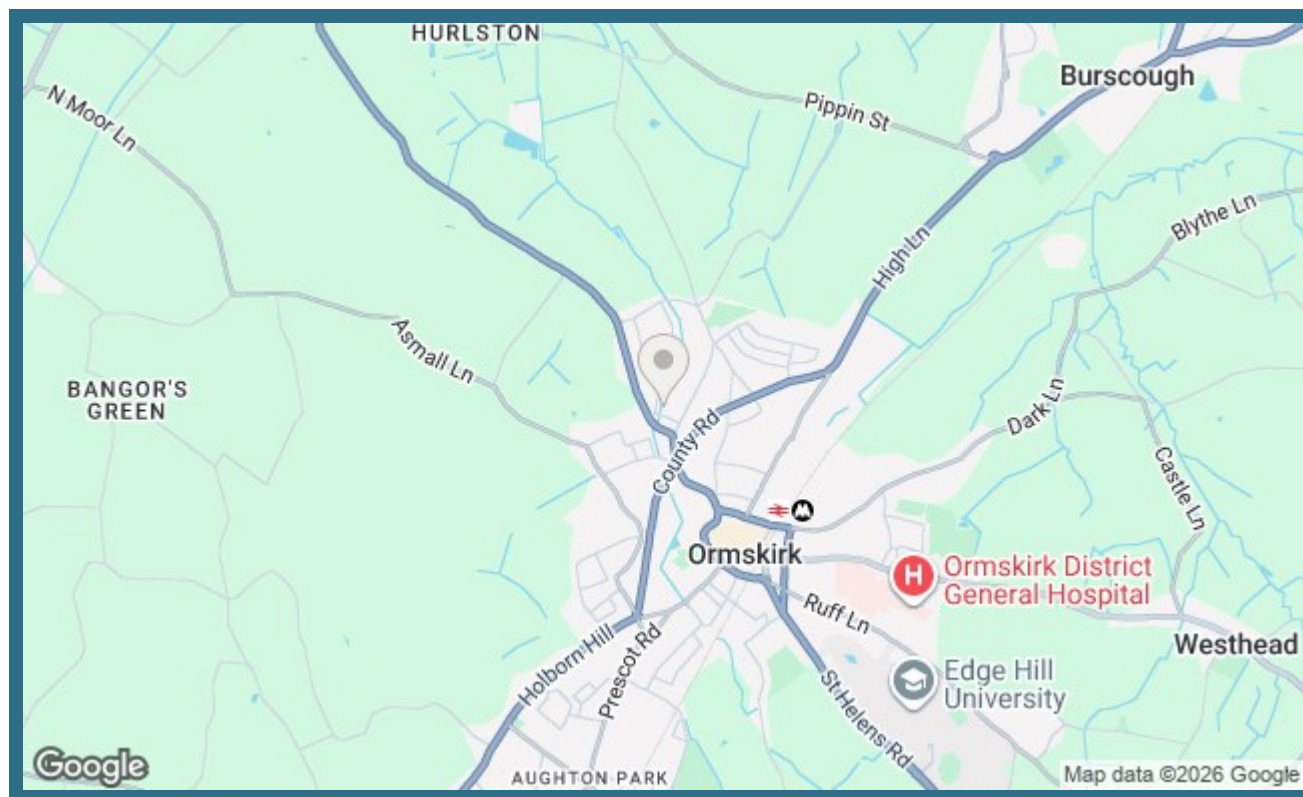 HURLSTON
Burscough
N Moor Ln
Pippin St
Blythe Ln
High Ln
Asmall Ln
BANGOR'S
GREEN
Dark Ln
County Rd
Castle Ln
Ormskirk
H
Ormskirk District
General Hospital
Ruff Ln
Westhead
Holborn Hill
Prescot Rd
St Helens Rd
Edge Hill
University
Google
AUGHTON PARK
Map data ©2026 Google